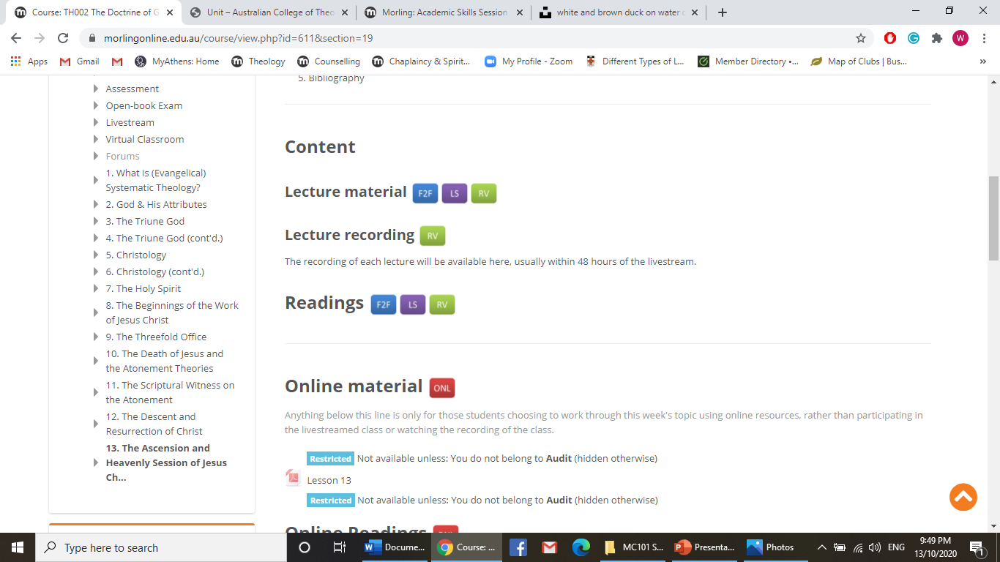 Course: TH002 The Doctrine of G
Unit – Australian College of Theo
Morling: Academic Skills Session
white and brown duck on water
morlingonline.edu.au/course/view.php?id=611&section=19
W
Apps
Gmail
MyAthens: Home
Theology
Counselling
Chaplaincy & Spirit...
My Profile - Zoom
Different Types of L...
Member Directory •...
Map of Clubs | Bus...
»
Assessment
Open-book Exam
Livestream
Virtual Classroom
Forums
1. What is (Evangelical)
Systematic Theology?
2. God & His Attributes
3. The Triune God
4. The Triune God (cont'd.)
5. Christology
6. Christology (cont'd.)
7. The Holy Spirit
8. The Beginnings of the Work
of Jesus Christ
9. The Threefold Office
10. The Death of Jesus and
the Atonement Theories
11. The Scriptural Witness on
the Atonement
12. The Descent and
Resurrection of Christ
13. The Ascension and
Heavenly Session of Jesus
Ch...
5. Bibliography
Content
Lecture material F2F LS RV
Lecture recording RV
The recording of each lecture will be available here, usually within 48 hours of the livestream.
Readings F2F LS RV
Online material ONL
Anything below this line is only for those students choosing to work through this week's topic using online resources, rather than participating in
the livestreamed class or watching the recording of the class.
Restricted Not available unless: You do not belong to Audit (hidden otherwise)
Lesson 13
Restricted Not available unless: You do not belong to Audit (hidden otherwise)
Online Readings ONL
Type here to search
Docume...
Course: ...
MC101 S...
Presenta...
Photos
ENG
9:49 PM
13/10/2020
1